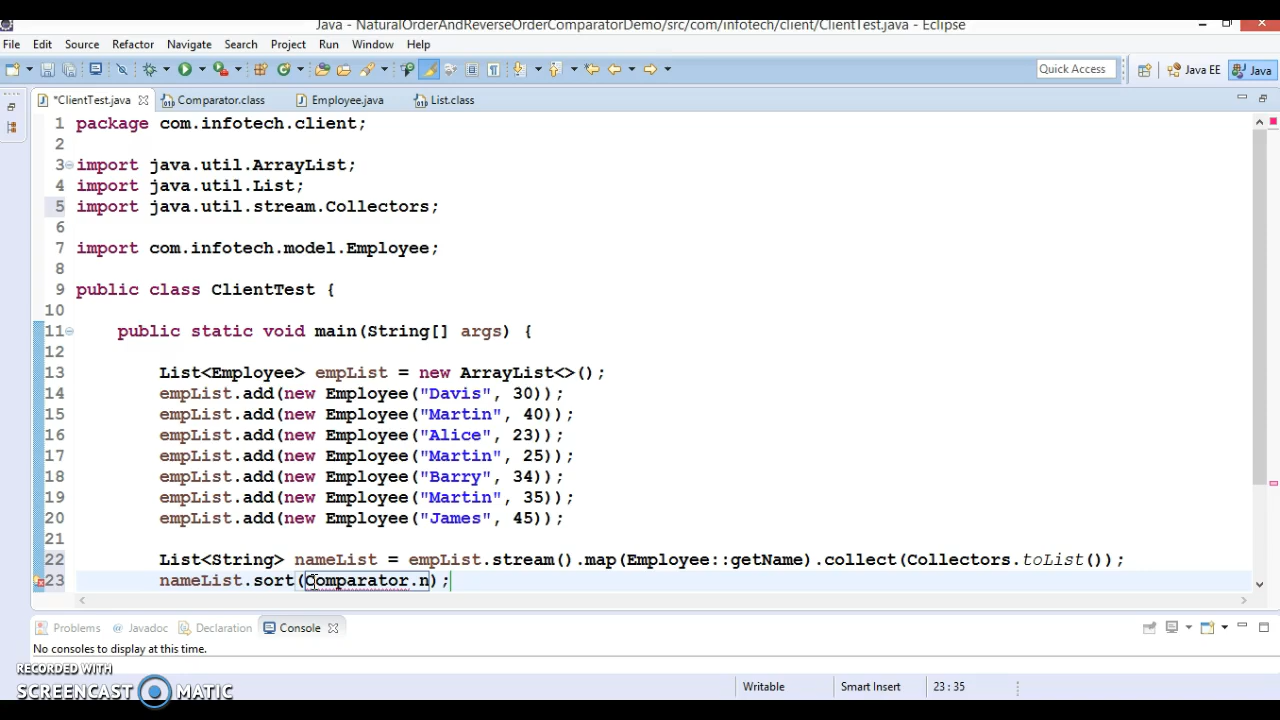 Java - NaturalOrderAndReverseOrderComparatorDemo/src/com/infotech/client/ClientTest.java - Eclipse
File Edit Source Refactor Navigate Search Project Run Window Help
Quick Access Java EE Java
*ClientTest.java Comparator.class Employee.java List.class
1 package com.infotech.client;
2
3 import java.util.ArrayList;
4 import java.util.List;
5 import java.util.stream.Collectors;
6
7 import com.infotech.model.Employee;
8
9 public class ClientTest {
10
11 public static void main(String[] args) {
12
13 List<Employee> empList = new ArrayList<>();
14 empList.add(new Employee("Davis", 30));
15 empList.add(new Employee("Martin", 40));
16 empList.add(new Employee("Alice", 23));
17 empList.add(new Employee("Martin", 25));
18 empList.add(new Employee("Barry", 34));
19 empList.add(new Employee("Martin", 35));
20 empList.add(new Employee("James", 45));
21
22 List<String> nameList = empList.stream().map(Employee::getName).collect(Collectors.toList());
23 nameList.sort(Comparator.n);
Problems Javadoc Declaration Console
No consoles to display at this time.
RECORDED WITH
SCREENCAST MATIC
Writable Smart Insert 23 : 35